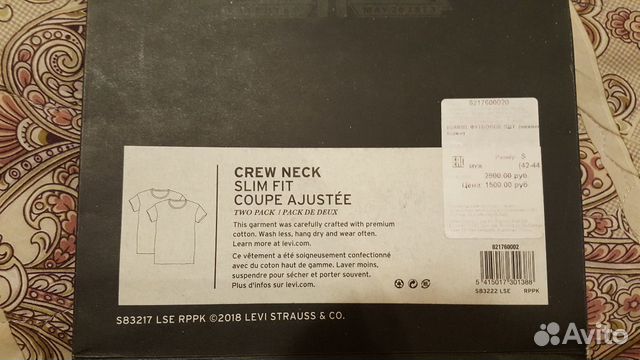 8217600020
Размер S
муж
(42-44
2800.00 руб.
Цена: 1500.00 руб.
CREW NECK
SLIM FIT
COUPE AJUSTÉE
TWO PACK / PACK DE DEUX
This garment was carefully crafted with premium
cotton. Wash less, hang dry and wear often.
Learn more at levi.com.
Ce vêtement a été soigneusement confectionné
avec du coton haut de gamme. Laver moins,
suspendre pour sécher et porter souvent.
Plus d'infos sur levi.com.
821760002
5 415017 301388
S83222 LSE RPPK
S83217 LSE RPPK ©2018 LEVI STRAUSS & CO.
Avito